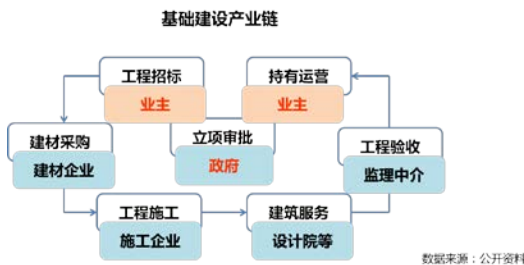 基础建设产业链
工程招标
业主
持有运营
业主
立项审批
政府
建材采购
建材企业
工程验收
监理中介
工程施工
施工企业
建筑服务
设计院等
数据来源：公开资料